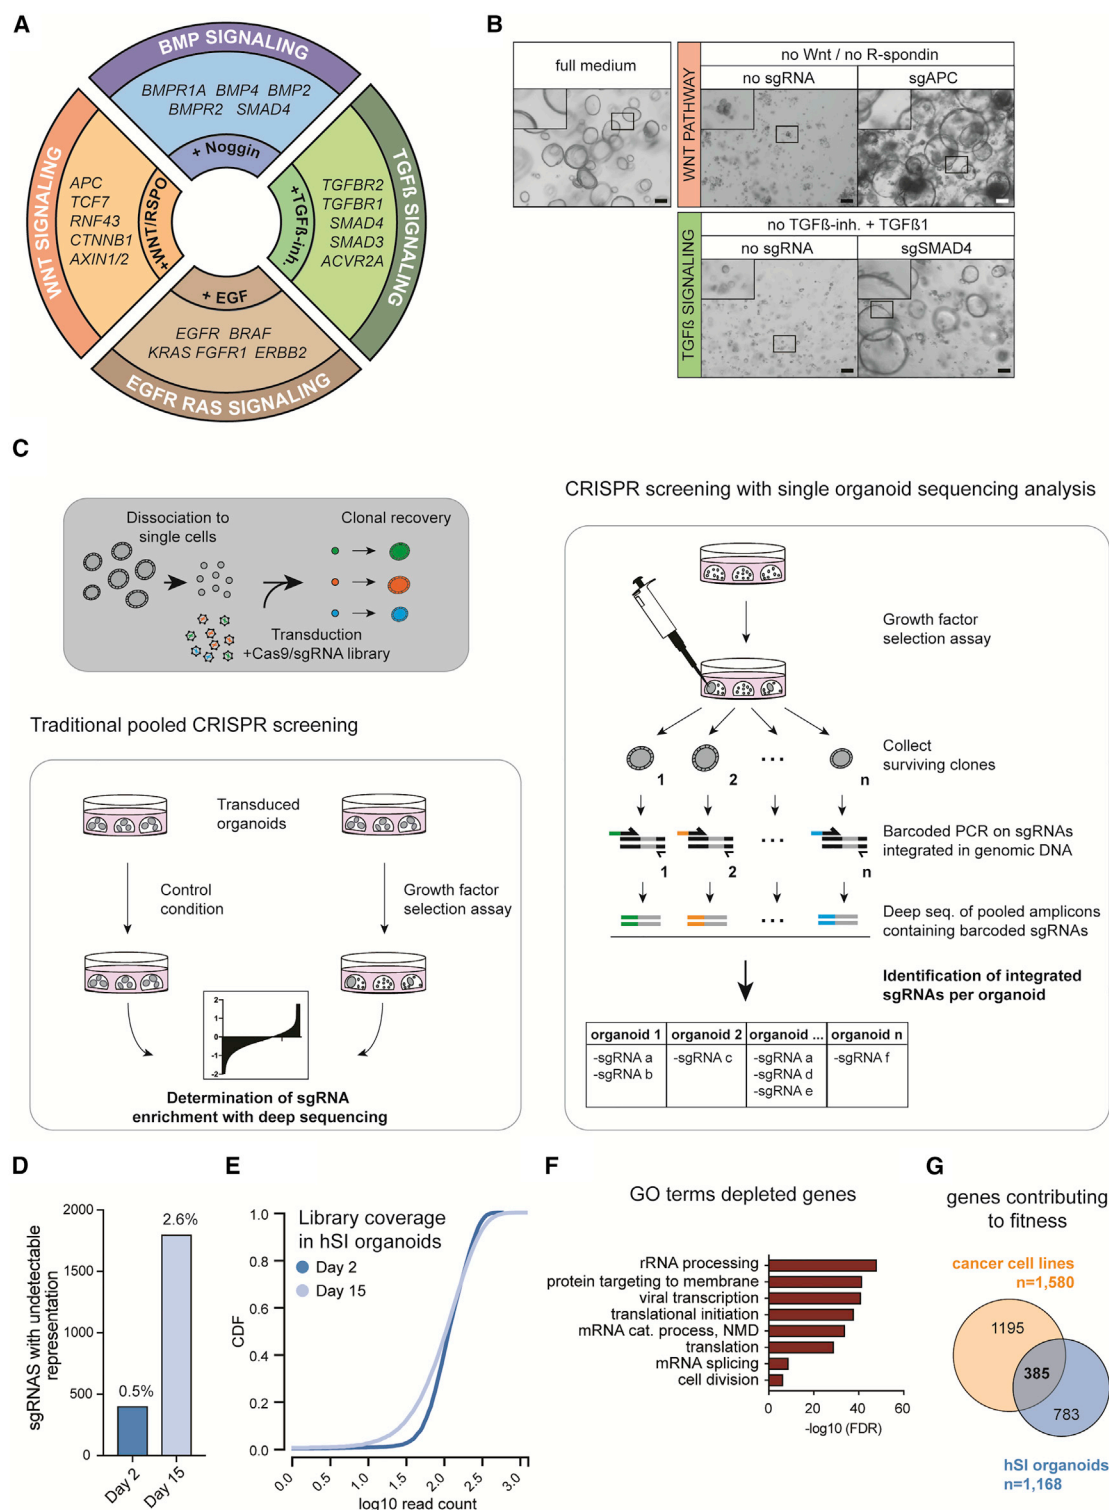 A
BMP SIGNALING
BMPR1A BMP4 BMP2
BMPR2 SMAD4
+ Noggin
WNT SIGNALING
APC
TCF7
RNF43
CTNNB1
AXIN1/2
+WNT/RSPO
+TGFß-inh.
TGFBR2
TGFBR1
SMAD4
SMAD3
ACVR2A
TGFß SIGNALING
+ EGF
EGFR BRAF
KRAS FGFR1 ERBB2
EGFR RAS SIGNALING
B
full medium
WNT PATHWAY
no Wnt / no R-spondin
no sgRNA
sgAPC
TGFß SIGNALING
no TGFß-inh. + TGFß1
no sgRNA
sgSMAD4
C
Dissociation to
single cells
Clonal recovery
Transduction
+Cas9/sgRNA library
Traditional pooled CRISPR screening
Transduced
organoids
Control
condition
Growth factor
selection assay
2
1
0
-1
-2
Determination of sgRNA
enrichment with deep sequencing
CRISPR screening with single organoid sequencing analysis
Growth factor
selection assay
Collect
surviving clones
1 2 ... n
Barcoded PCR on sgRNAs
integrated in genomic DNA
1 2 ... n
Deep seq. of pooled amplicons
containing barcoded sgRNAs
...
Identification of integrated
sgRNAs per organoid
organoid 1 organoid 2 organoid ... organoid n
-sgRNA a -sgRNA c -sgRNA a -sgRNA f
-sgRNA b -sgRNA d
-sgRNA e
D
sgRNAS with undetectable
representation
2000
1500
1000
500
0
0.5%
2.6%
Day 2 Day 15
E
Library coverage
in hSI organoids
Day 2
Day 15
CDF
1.0
0.8
0.6
0.4
0.2
0.0
0.0 0.5 1.0 1.5 2.0 2.5 3.0
log10 read count
F
GO terms depleted genes
rRNA processing
protein targeting to membrane
viral transcription
translational initiation
mRNA cat. process, NMD
translation
mRNA splicing
cell division
0 20 40 60
-log10 (FDR)
G
genes contributing
to fitness
cancer cell lines
n=1,580
1195
385
783
hSI organoids
n=1,168